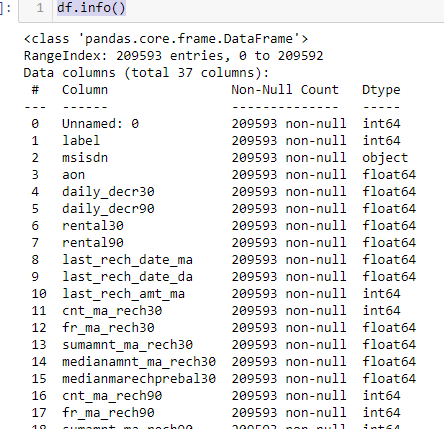 ]: 1 df.info()
<class 'pandas.core.frame.DataFrame'>
RangeIndex: 209593 entries, 0 to 209592
Data columns (total 37 columns):
 #   Column                Non-Null Count   Dtype
---  ------                --------------   -----
 0   Unnamed: 0            209593 non-null  int64
 1   label                 209593 non-null  int64
 2   msisdn                209593 non-null  object
 3   aon                   209593 non-null  float64
 4   daily_decr30          209593 non-null  float64
 5   daily_decr90          209593 non-null  float64
 6   rental30              209593 non-null  float64
 7   rental90              209593 non-null  float64
 8   last_rech_date_ma     209593 non-null  float64
 9   last_rech_date_da     209593 non-null  float64
 10  last_rech_amt_ma      209593 non-null  int64
 11  cnt_ma_rech30         209593 non-null  int64
 12  fr_ma_rech30          209593 non-null  float64
 13  sumamnt_ma_rech30     209593 non-null  float64
 14  medianamnt_ma_rech30  209593 non-null  float64
 15  medianmarechprebal30  209593 non-null  float64
 16  cnt_ma_rech90         209593 non-null  int64
 17  fr_ma_rech90          209593 non-null  int64
 18  sumamnt_ma_rech90     209593 non-null  int64